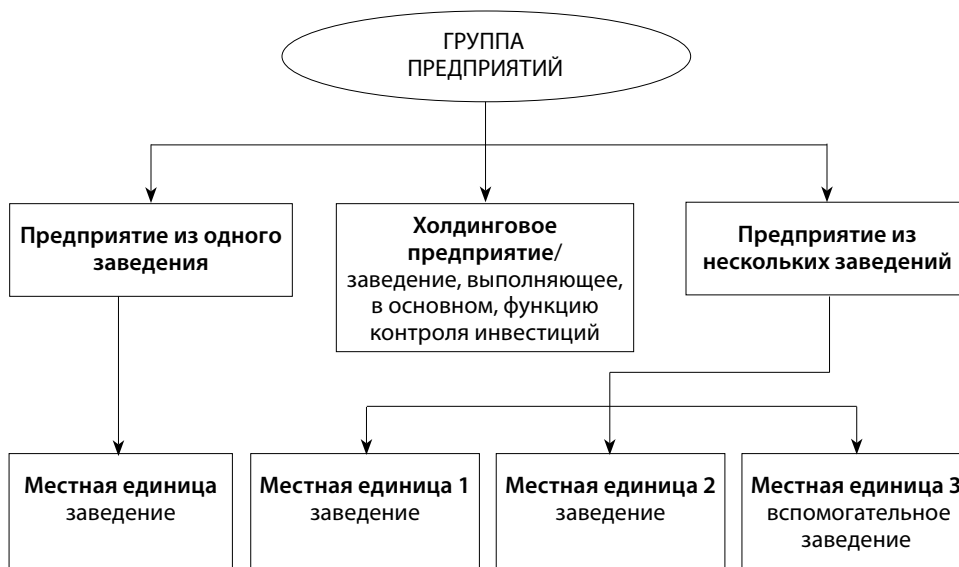 ГРУППА
ПРЕДПРИЯТИЙ
Предприятие из одного
заведения
Холдинговое
предприятие/
заведение, выполняющее,
в основном, функцию
контроля инвестиций
Предприятие из
нескольких заведений
Местная единица
заведение
Местная единица 1
заведение
Местная единица 2
заведение
Местная единица 3
вспомогательное
заведение